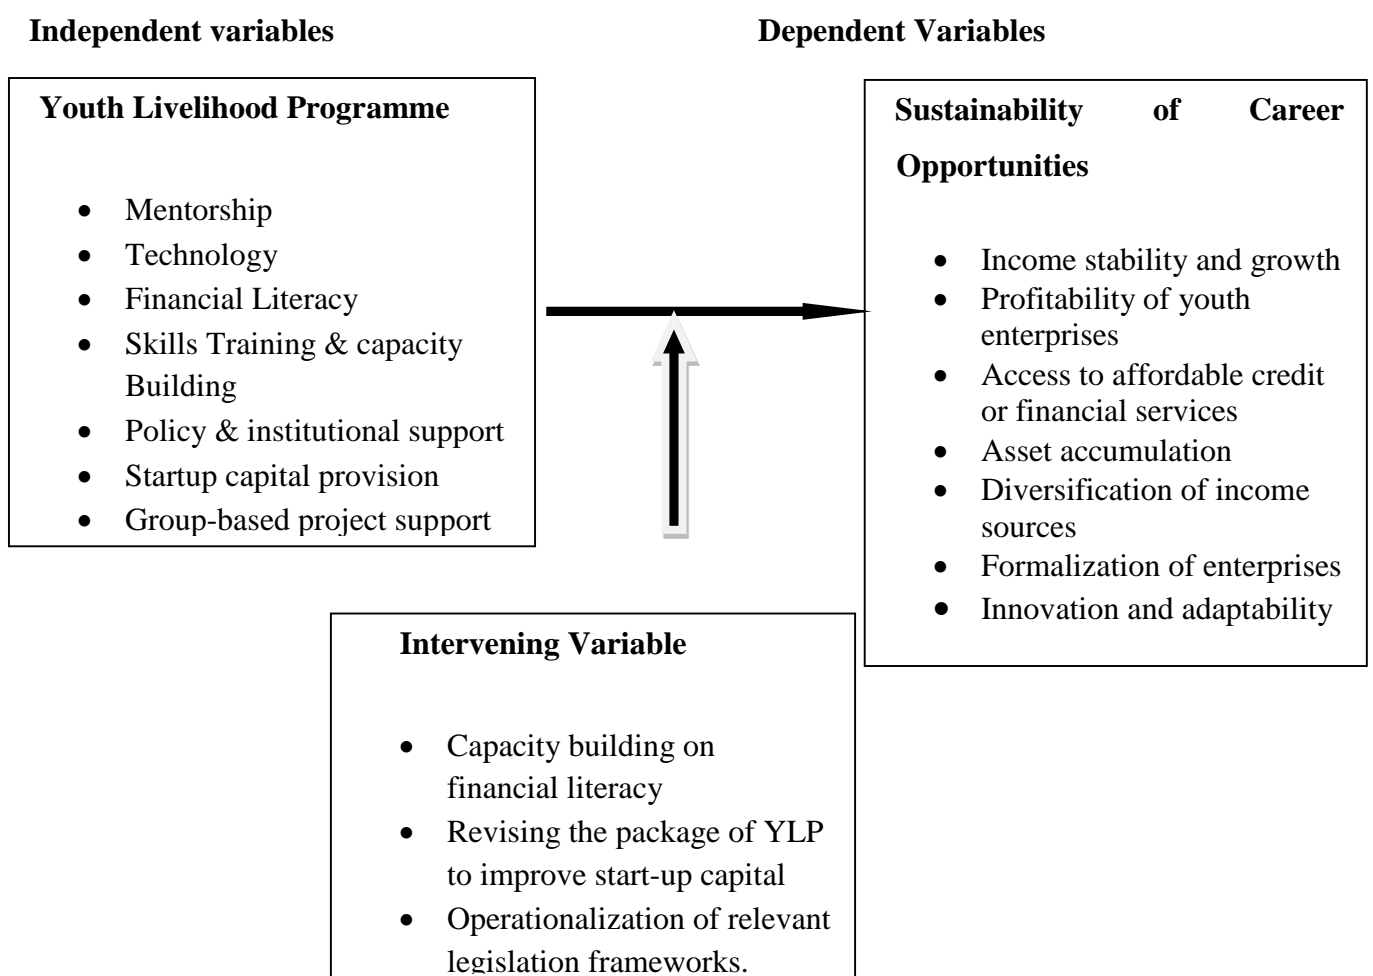 Independent variables
Dependent Variables
Youth Livelihood Programme
• Mentorship
• Technology
• Financial Literacy
• Skills Training & capacity
Building
• Policy & institutional support
• Startup capital provision
• Group-based project support
Sustainability of Career
Opportunities
• Income stability and growth
• Profitability of youth
enterprises
• Access to affordable credit
or financial services
• Asset accumulation
• Diversification of income
sources
• Formalization of enterprises
• Innovation and adaptability
Intervening Variable
• Capacity building on
financial literacy
• Revising the package of YLP
to improve start-up capital
• Operationalization of relevant
legislation frameworks.